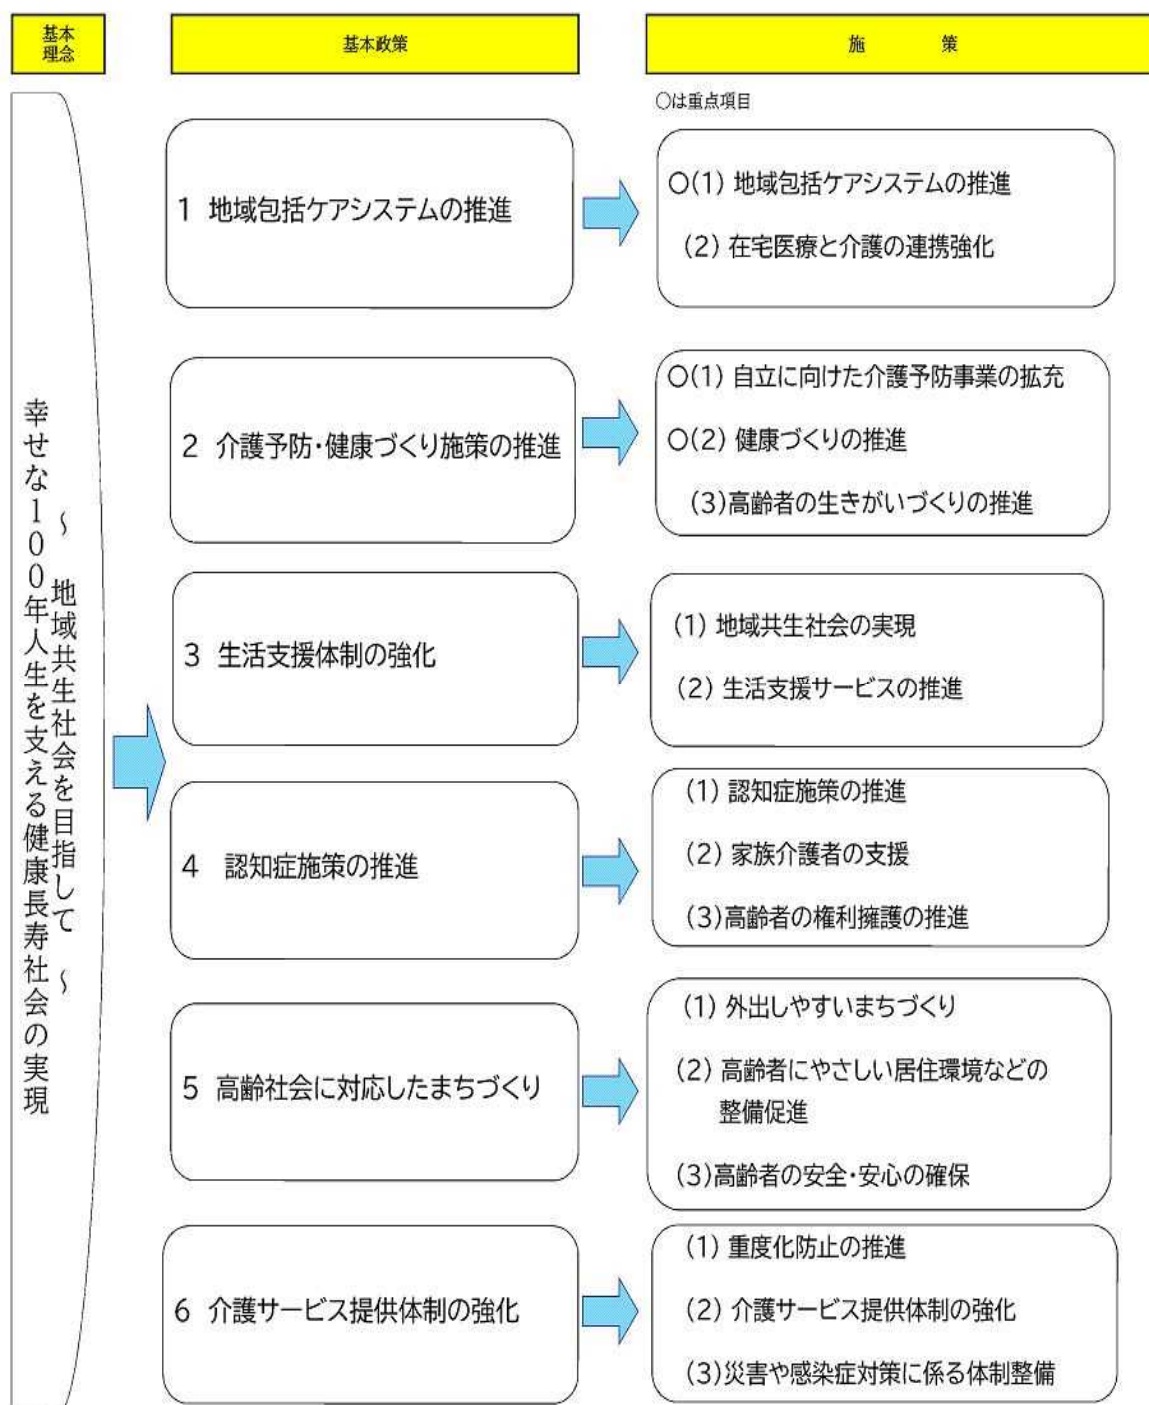 基本
理念
基本政策
施 策
〇は重点項目
幸せな１００年人生を支える健康長寿社会の実現
～ 地域共生社会を目指して ～
1 地域包括ケアシステムの推進
〇(1) 地域包括ケアシステムの推進
(2) 在宅医療と介護の連携強化
2 介護予防・健康づくり施策の推進
〇(1) 自立に向けた介護予防事業の拡充
〇(2) 健康づくりの推進
(3)高齢者の生きがいづくりの推進
3 生活支援体制の強化
(1) 地域共生社会の実現
(2) 生活支援サービスの推進
4 認知症施策の推進
(1) 認知症施策の推進
(2) 家族介護者の支援
(3)高齢者の権利擁護の推進
5 高齢社会に対応したまちづくり
(1) 外出しやすいまちづくり
(2) 高齢者にやさしい居住環境などの
整備促進
(3)高齢者の安全・安心の確保
6 介護サービス提供体制の強化
(1) 重度化防止の推進
(2) 介護サービス提供体制の強化
(3)災害や感染症対策に係る体制整備